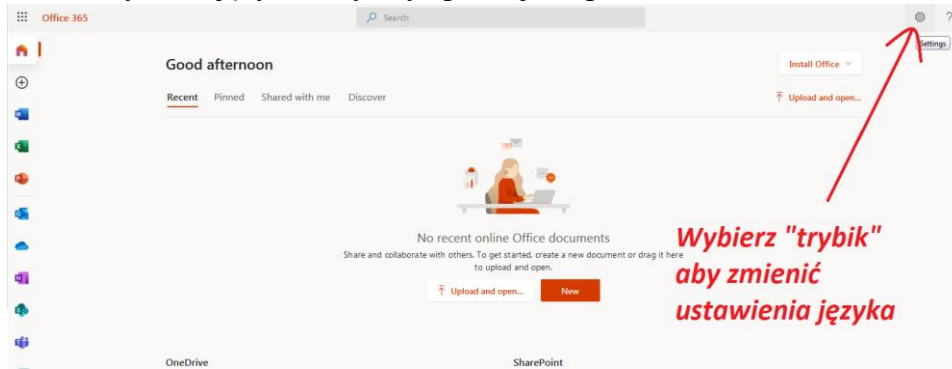 Office 365
Search
?
Settings
Good afternoon
Install Office
Recent Pinned Shared with me Discover
Upload and open...
No recent online Office documents
Share and collaborate with others. To get started, create a new document or drag it here
to upload and open.
Upload and open...
New
Wybierz "trybik"
aby zmienić
ustawienia języka
OneDrive
SharePoint